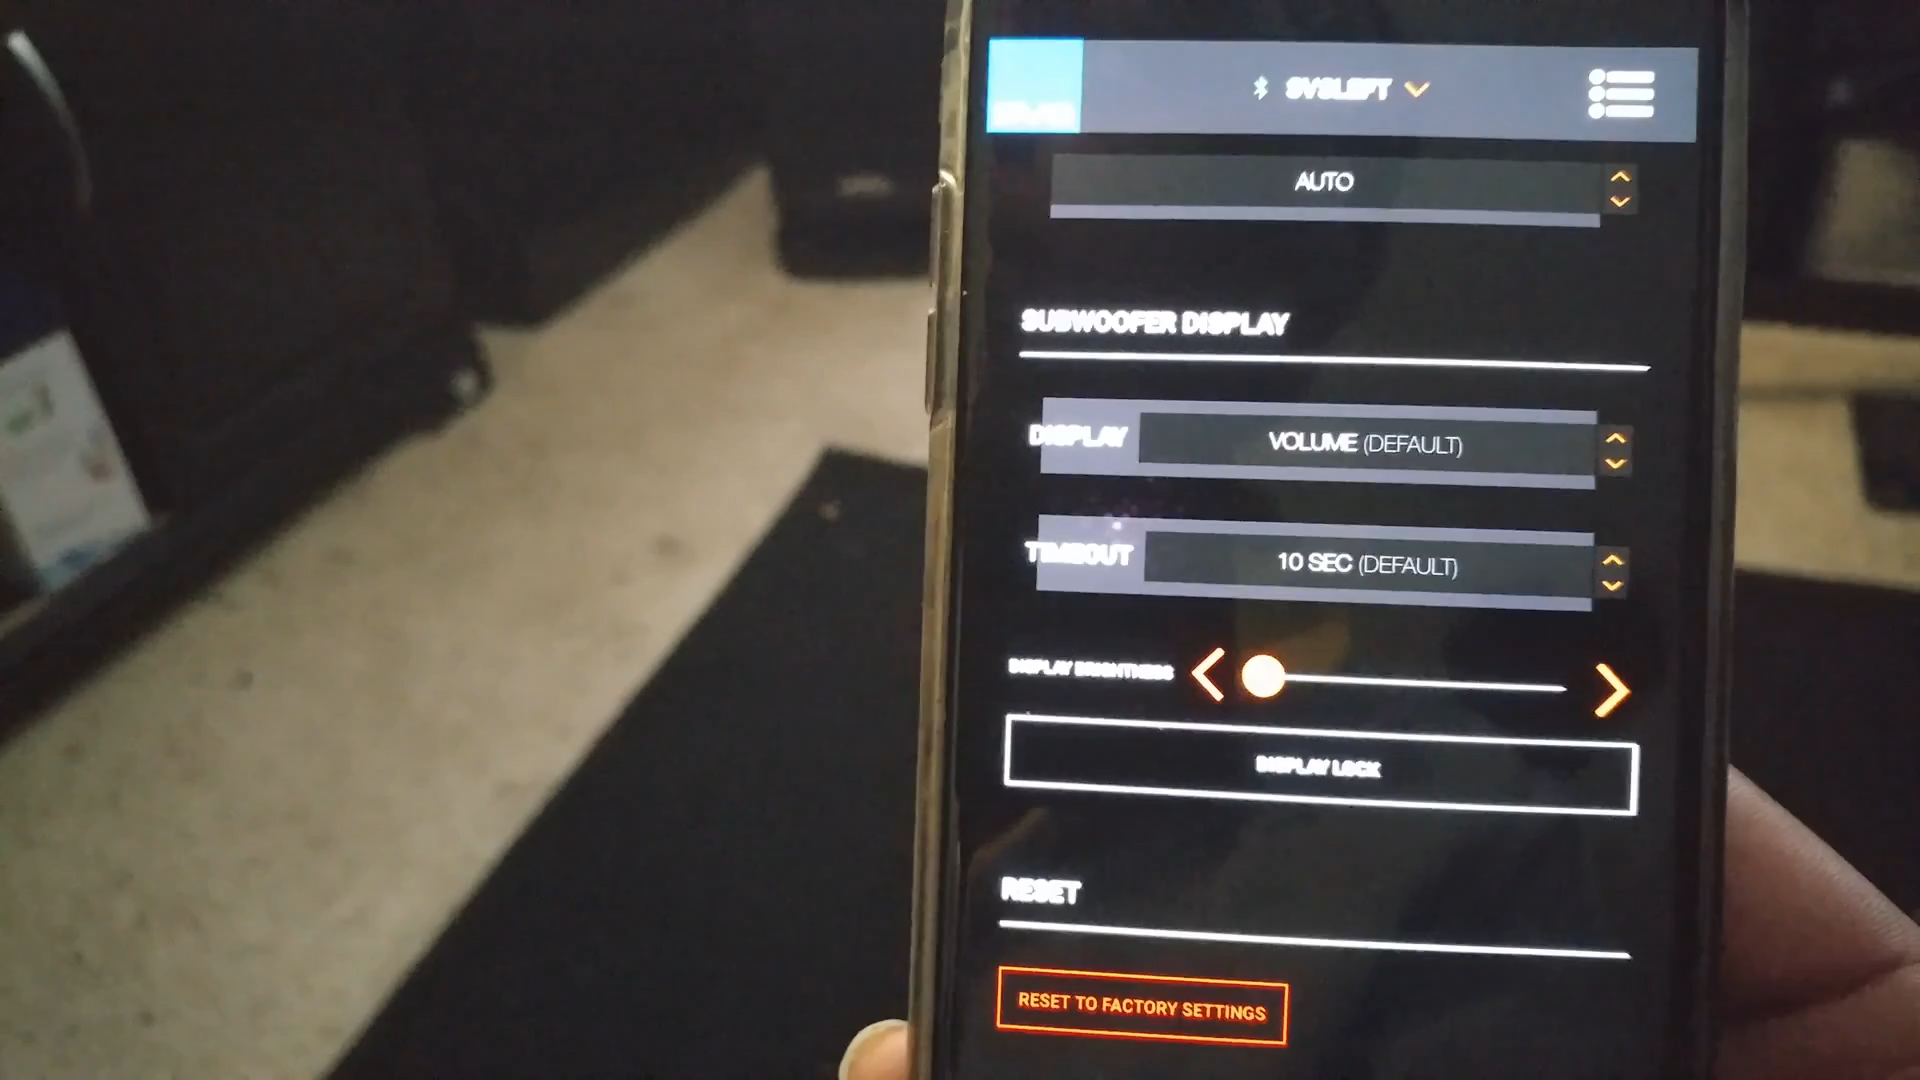 SVSLEFT
AUTO
SUBWOOFER DISPLAY
DISPLAY
VOLUME (DEFAULT)
TIMEOUT
10 SEC (DEFAULT)
DISPLAY BRIGHTNESS
DISPLAY LOCK
RESET
RESET TO FACTORY SETTINGS